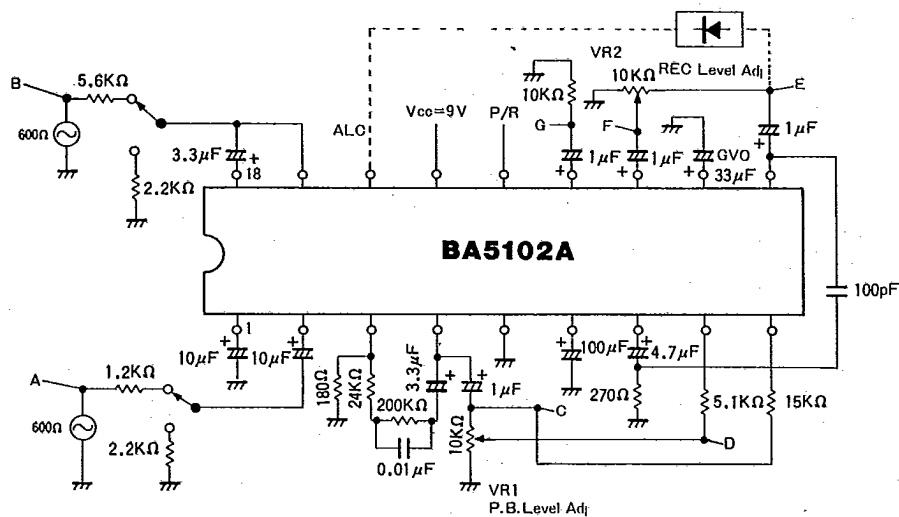 VR2
REC Level Adj
B
5.6KΩ
10KΩ
E
10KΩ
Vcc=9V
P/R
ALC
G
F
600Ω
1μF
3.3μF
+
1μF
+
1μF
+
GVO
33μF
+
+
18
2.2KΩ
BA5102A
100pF
1
+
10μF
+
10μF
+
3.3μF
+
+
100μF
+
4.7μF
A
1.2KΩ
180Ω
24KΩ
1μF
270Ω
5.1KΩ
15KΩ
200KΩ
C
600Ω
10KΩ
D
2.2KΩ
0.01μF
VR1
P.B.Level Adj